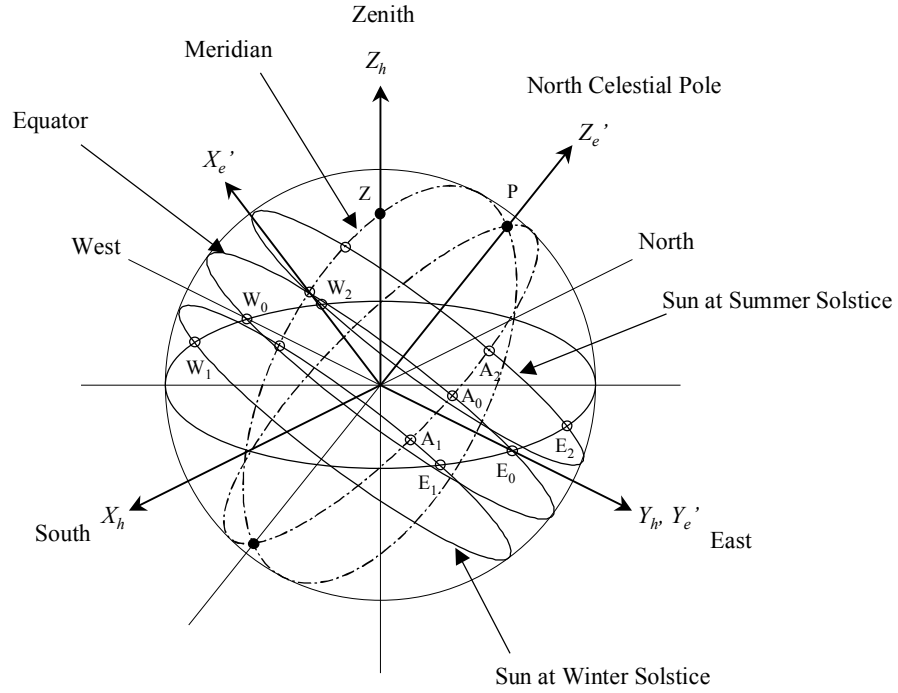 Zenith
Meridian
Z_h
North Celestial Pole
Equator
Z_e’
X_e’
Z
P
West
North
W_0
W_2
Sun at Summer Solstice
W_1
A_2
A_0
A_1
E_2
E_1
E_0
South
X_h
Y_h, Y_e’
East
Sun at Winter Solstice